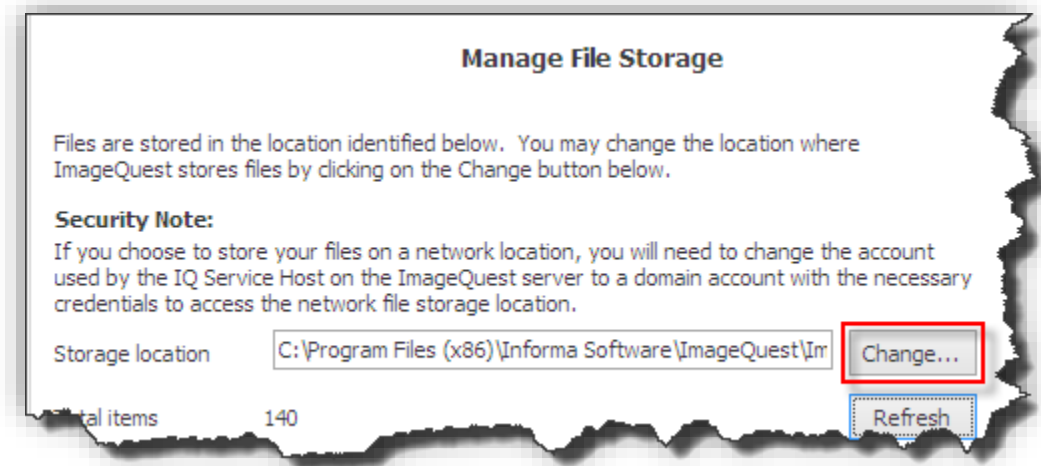 Manage File Storage
Files are stored in the location identified below. You may change the location where
ImageQuest stores files by clicking on the Change button below.
Security Note:
If you choose to store your files on a network location, you will need to change the account
used by the IQ Service Host on the ImageQuest server to a domain account with the necessary
credentials to access the network file storage location.
Storage location C:\Program Files (x86)\Informa Software\ImageQuest\Im Change...
items 140 Refresh